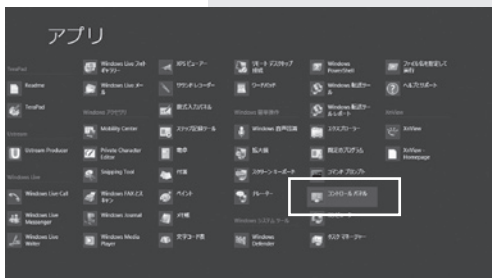 アプリ
TeraPad
Readme
TeraPad
Ustream
Ustream Producer
Windows Live
Windows Live Call
Windows Live Messenger
Windows Live Writer
Windows Live フォトギャラリー
Windows Live メール
Windows アクセサリ
Mobility Center
Private Character Editor
Snipping Tool
Windows FAX とスキャン
Windows Journal
Windows Media Player
XPS ビューアー
サウンド レコーダー
数式入力パネル
ステップ記録ツール
電卓
付箋
ペイント
メモ帳
文字コード表
リモート デスクトップ接続
ワードパッド
Windows 簡単操作
Windows 音声認識
拡大鏡
スクリーン キーボード
ナレーター
Windows システム ツール
Windows Defender
Windows PowerShell
Windows 転送ツール
Windows 転送ツール レポート
エクスプローラー
既定のプログラム
コマンド プロンプト
コントロール パネル
タスク マネージャー
ファイル名を指定して実行
ヘルプとサポート
XnView
XnView
XnView - Homepage